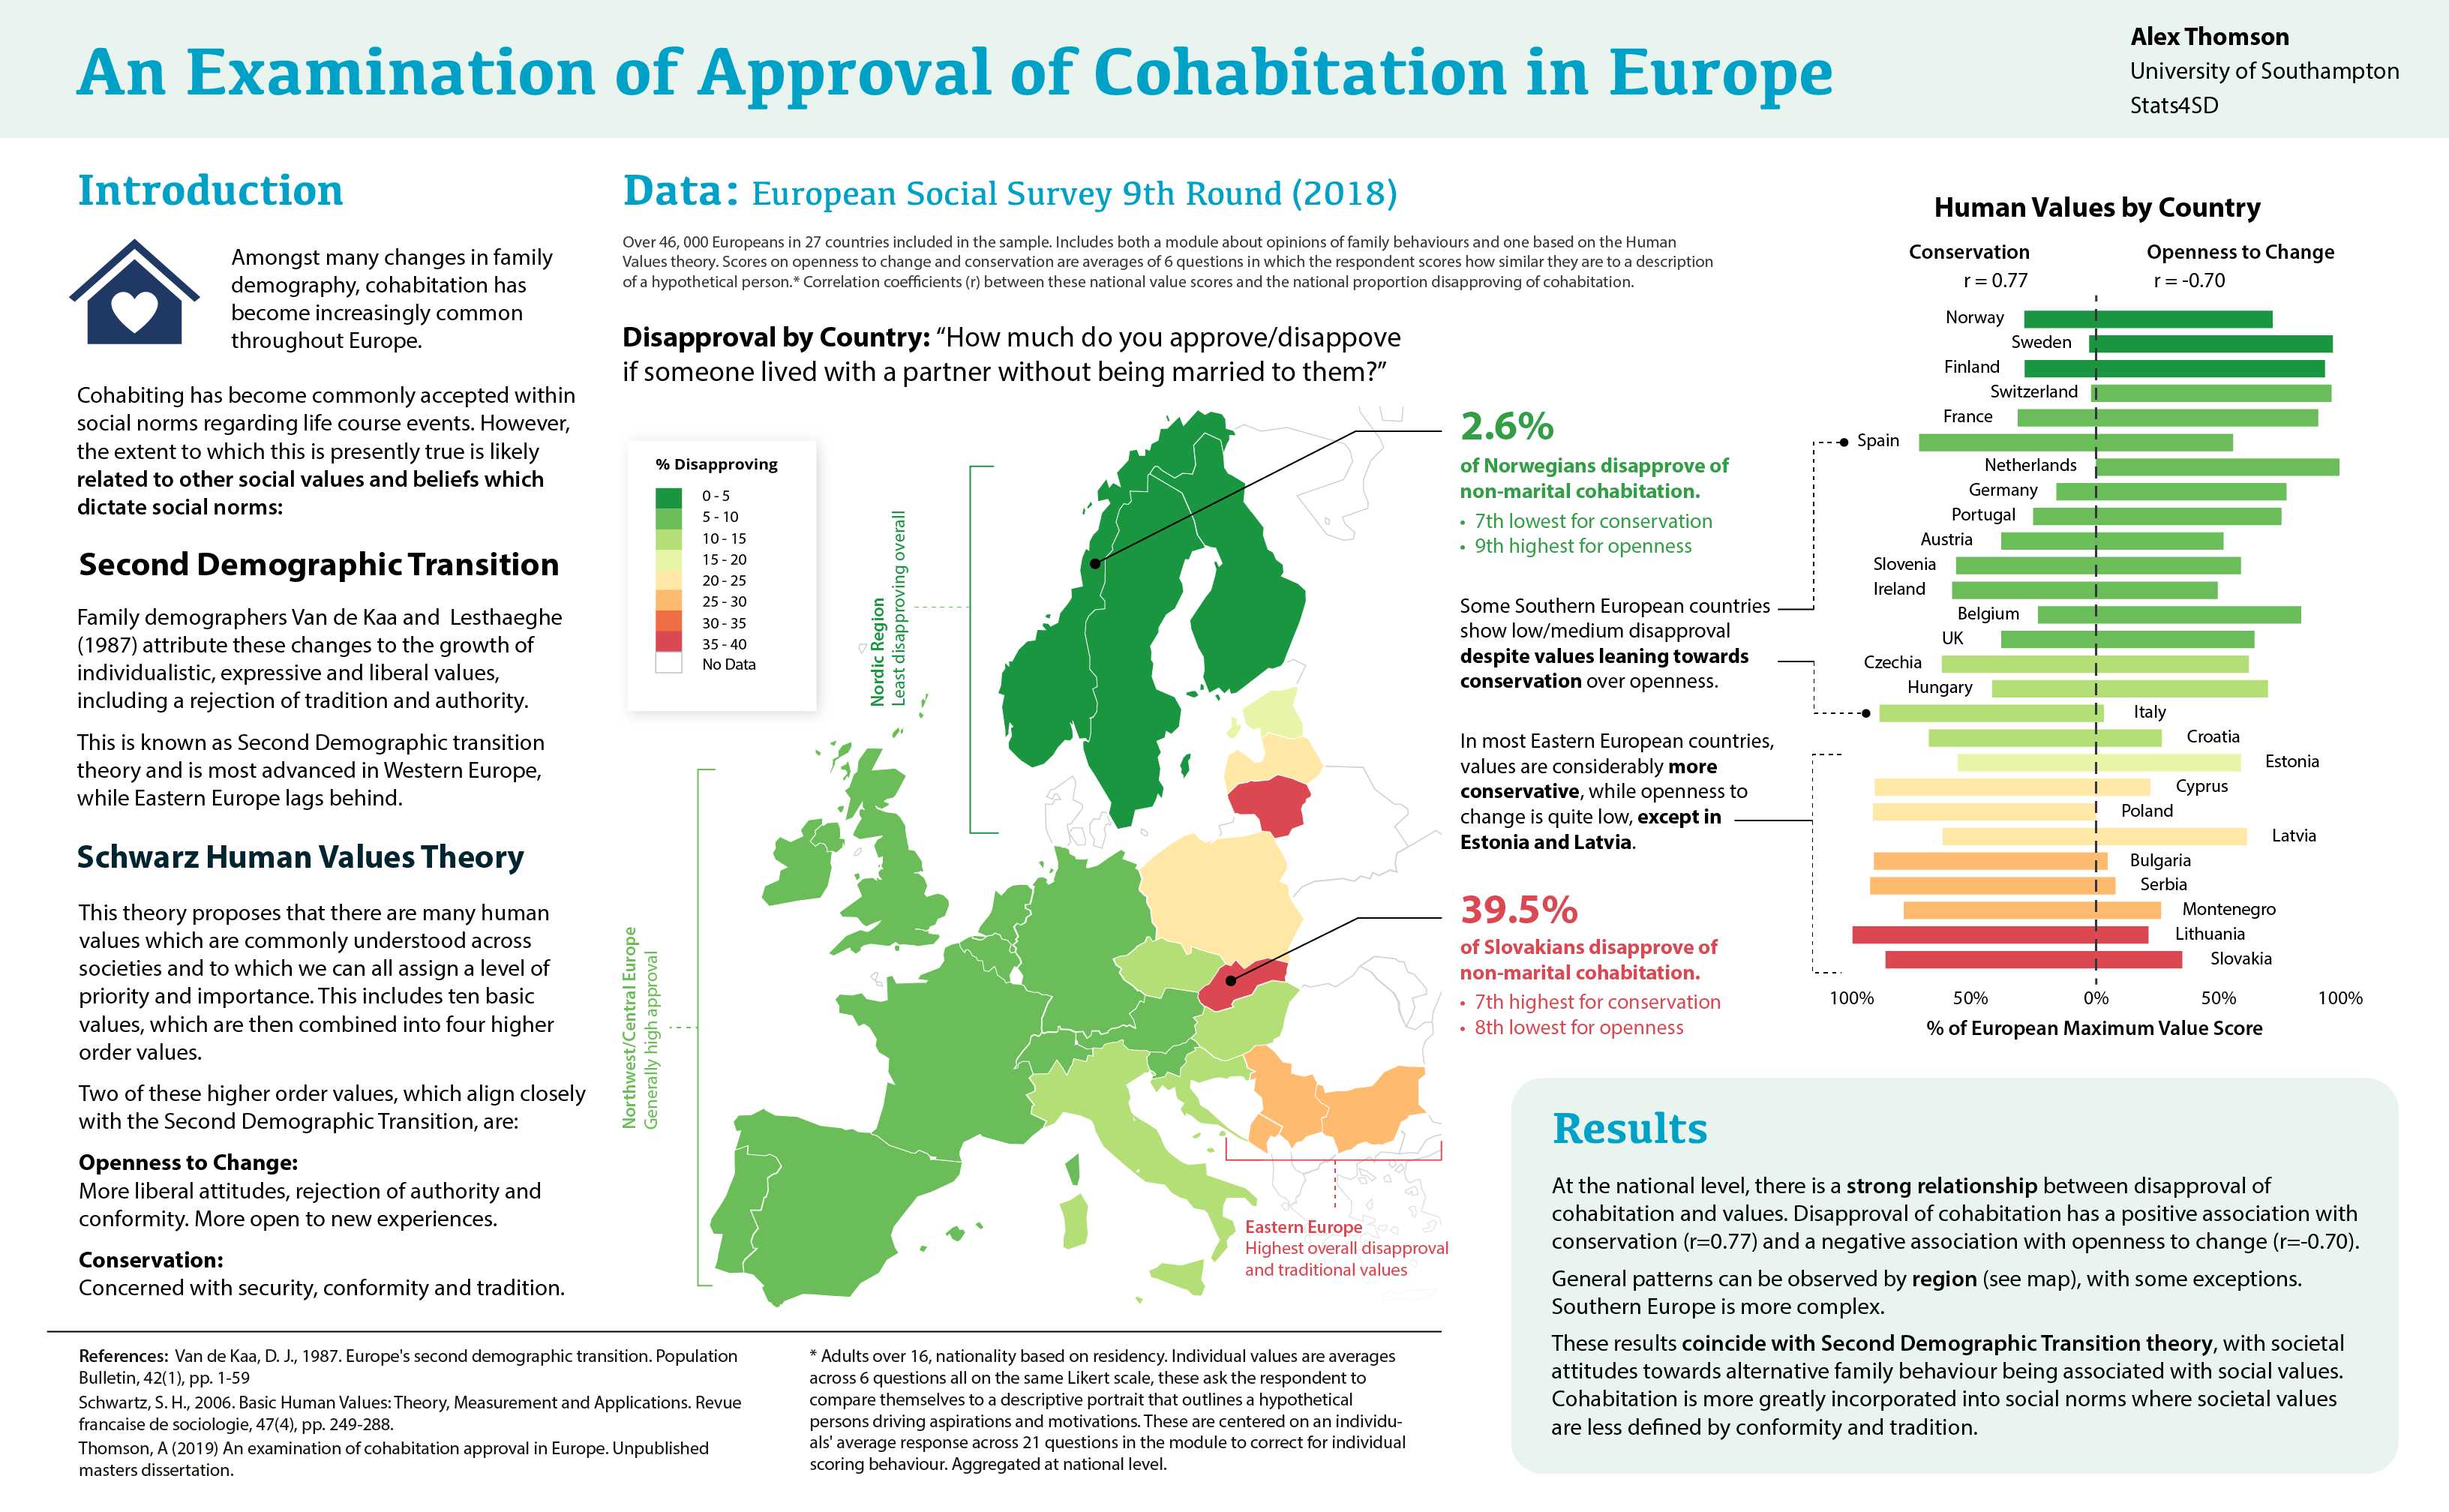 An Examination of Approval of Cohabitation in Europe
Alex Thomson
University of Southampton
Stats4SD
Introduction
Amongst many changes in family
demography, cohabitation has
become increasingly common
throughout Europe.
Cohabiting has become commonly accepted within
social norms regarding life course events. However,
the extent to which this is presently true is likely
related to other social values and beliefs which
dictate social norms:
Second Demographic Transition
Family demographers Van de Kaa and  Lesthaeghe
(1987) attribute these changes to the growth of
individualistic, expressive and liberal values,
including a rejection of tradition and authority.
This is known as Second Demographic transition
theory and is most advanced in Western Europe,
while Eastern Europe lags behind.
Schwarz Human Values Theory
This theory proposes that there are many human
values which are commonly understood across
societies and to which we can all assign a level of
priority and importance. This includes ten basic
values, which are then combined into four higher
order values.
Two of these higher order values, which align closely
with the Second Demographic Transition, are:
Openness to Change:
More liberal attitudes, rejection of authority and
conformity. More open to new experiences.
Conservation:
Concerned with security, conformity and tradition.
Data: European Social Survey 9th Round (2018)
Over 46, 000 Europeans in 27 countries included in the sample. Includes both a module about opinions of family behaviours and one based on the Human
Values theory. Scores on openness to change and conservation are averages of 6 questions in which the respondent scores how similar they are to a description
of a hypothetical person.* Correlation coefficients (r) between these national value scores and the national proportion disapproving of cohabitation.
Disapproval by Country: “How much do you approve/disappove
if someone lived with a partner without being married to them?”
% Disapproving
0 - 5
5 - 10
10 - 15
15 - 20
20 - 25
25 - 30
30 - 35
35 - 40
No Data
Nordic Region
Least disapproving overall
Northwest/Central Europe
Generally high approval
Eastern Europe
Highest overall disapproval
and traditional values
2.6%
of Norwegians disapprove of
non-marital cohabitation.
• 7th lowest for conservation
• 9th highest for openness
Some Southern European countries
show low/medium disapproval
despite values leaning towards
conservation over openness.
In most Eastern European countries,
values are considerably more
conservative, while openness to
change is quite low, except in
Estonia and Latvia.
39.5%
of Slovakians disapprove of
non-marital cohabitation.
• 7th highest for conservation
• 8th lowest for openness
Human Values by Country
Conservation Openness to Change
r = 0.77 r = -0.70
Norway
Sweden
Finland
Switzerland
France
Spain
Netherlands
Germany
Portugal
Austria
Slovenia
Ireland
Belgium
UK
Czechia
Hungary
Italy
Croatia
Estonia
Cyprus
Poland
Latvia
Bulgaria
Serbia
Montenegro
Lithuania
Slovakia
100% 50% 0% 50% 100%
% of European Maximum Value Score
Results
At the national level, there is a strong relationship between disapproval of
cohabitation and values. Disapproval of cohabitation has a positive association with
conservation (r=0.77) and a negative association with openness to change (r=-0.70).
General patterns can be observed by region (see map), with some exceptions.
Southern Europe is more complex.
These results coincide with Second Demographic Transition theory, with societal
attitudes towards alternative family behaviour being associated with social values.
Cohabitation is more greatly incorporated into social norms where societal values
are less defined by conformity and tradition.
References: Van de Kaa, D. J., 1987. Europe's second demographic transition. Population
Bulletin, 42(1), pp. 1-59
Schwartz, S. H., 2006. Basic Human Values: Theory, Measurement and Applications. Revue
francaise de sociologie, 47(4), pp. 249-288.
Thomson, A (2019) An examination of cohabitation approval in Europe. Unpublished
masters dissertation.
* Adults over 16, nationality based on residency. Individual values are averages
across 6 questions all on the same Likert scale, these ask the respondent to
compare themselves to a descriptive portrait that outlines a hypothetical
persons driving aspirations and motivations. These are centered on an individu-
als' average response across 21 questions in the module to correct for individual
scoring behaviour. Aggregated at national level.